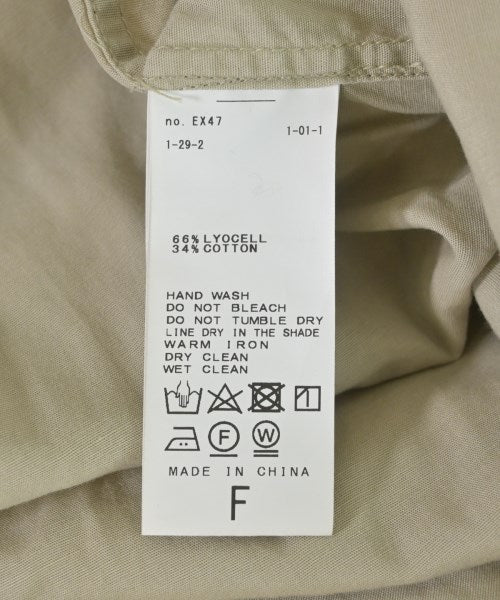 no. EX47
1-01-1
1-29-2
66% LYOCELL
34% COTTON
HAND WASH
DO NOT BLEACH
DO NOT TUMBLE DRY
LINE DRY IN THE SHADE
WARM IRON
DRY CLEAN
WET CLEAN
F W
MADE IN CHINA
F